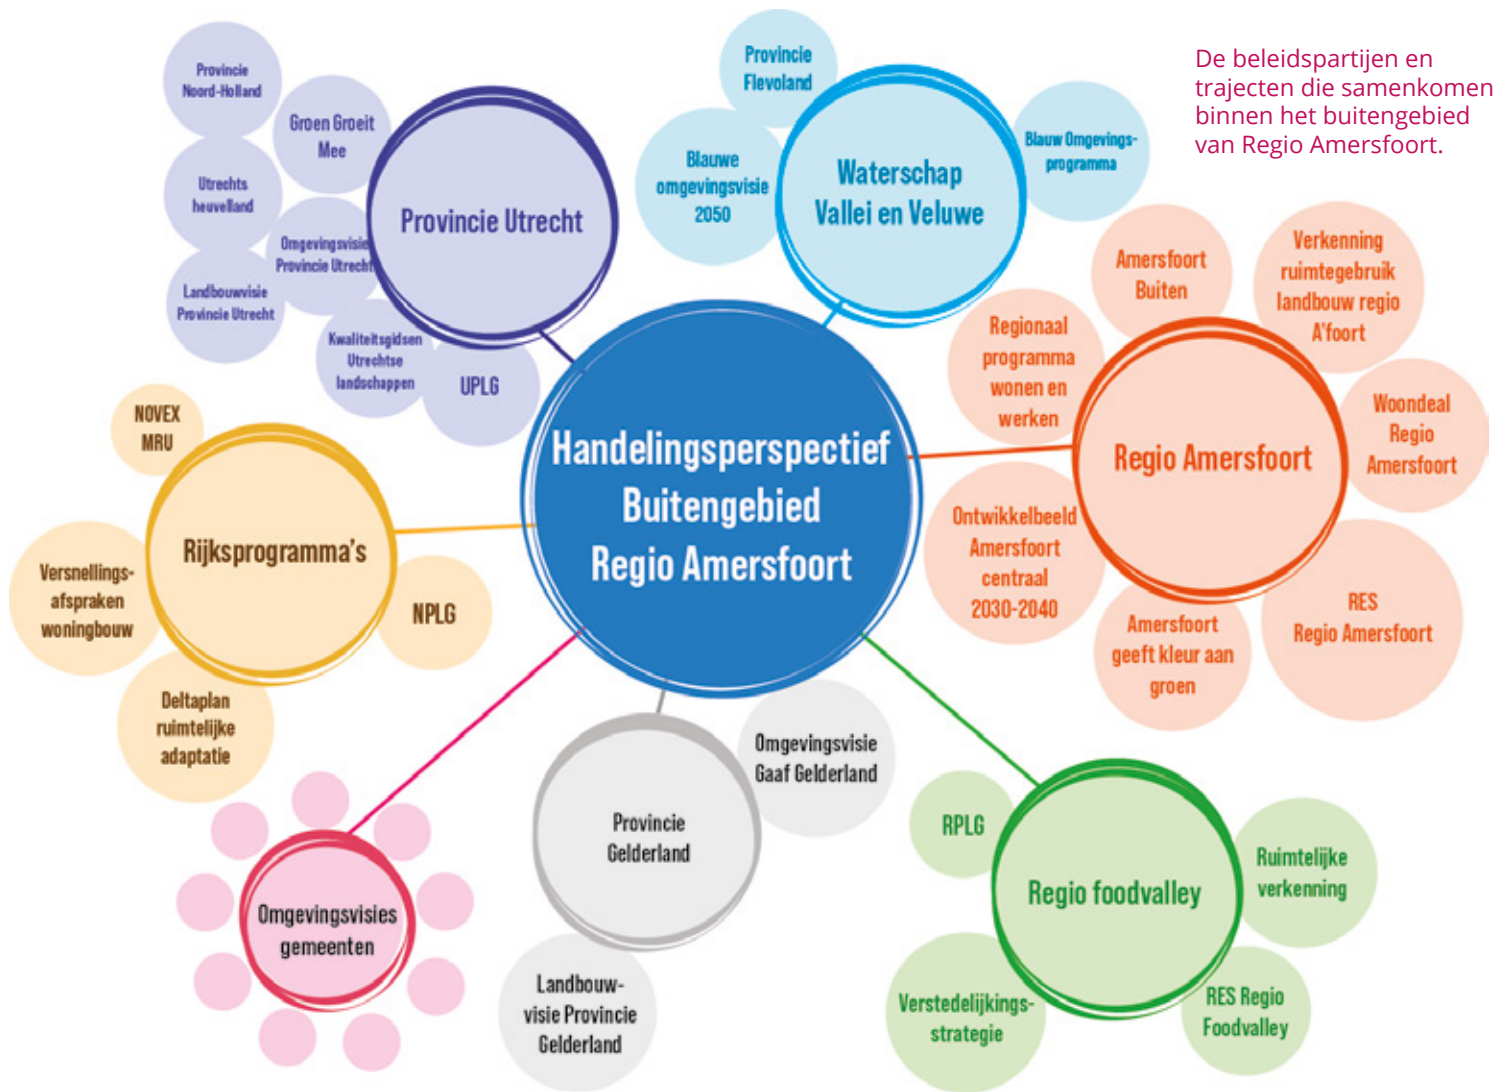 De beleidspartijen en
trajecten die samenkomen
binnen het buitengebied
van Regio Amersfoort.
Provincie
Noord-Holland
Groen Groeit
Mee
Utrechts
heuvelland
Omgevingsvisie
Provincie Utrecht
Landbouwvisie
Provincie Utrecht
Kwaliteitsgidsen
Utrechtse
landschappen
UPLG
Provincie Utrecht
Provincie
Flevoland
Blauwe
omgevingsvisie
2050
Waterschap
Vallei en Veluwe
Blauw Omgevings-
programma
Amersfoort
Buiten
Verkenning
ruimtegebruik
landbouw regio
A'foort
Regionaal
programma
wonen en
werken
Regio Amersfoort
Woondeal
Regio
Amersfoort
Ontwikkelbeeld
Amersfoort
centraal
2030-2040
Amersfoort
geeft kleur aan
groen
RES
Regio Amersfoort
Handelingsperspectief
Buitengebied
Regio Amersfoort
NOVEX
MRU
Rijksprogramma's
Versnellings-
afspraken
woningbouw
NPLG
Deltaplan
ruimtelijke
adaptatie
Omgevingsvisies
gemeenten
Provincie
Gelderland
Omgevingsvisie
Gaaf Gelderland
Landbouw-
visie Provincie
Gelderland
RPLG
Regio foodvalley
Ruimtelijke
verkenning
Verstedelijkings-
strategie
RES Regio
Foodvalley